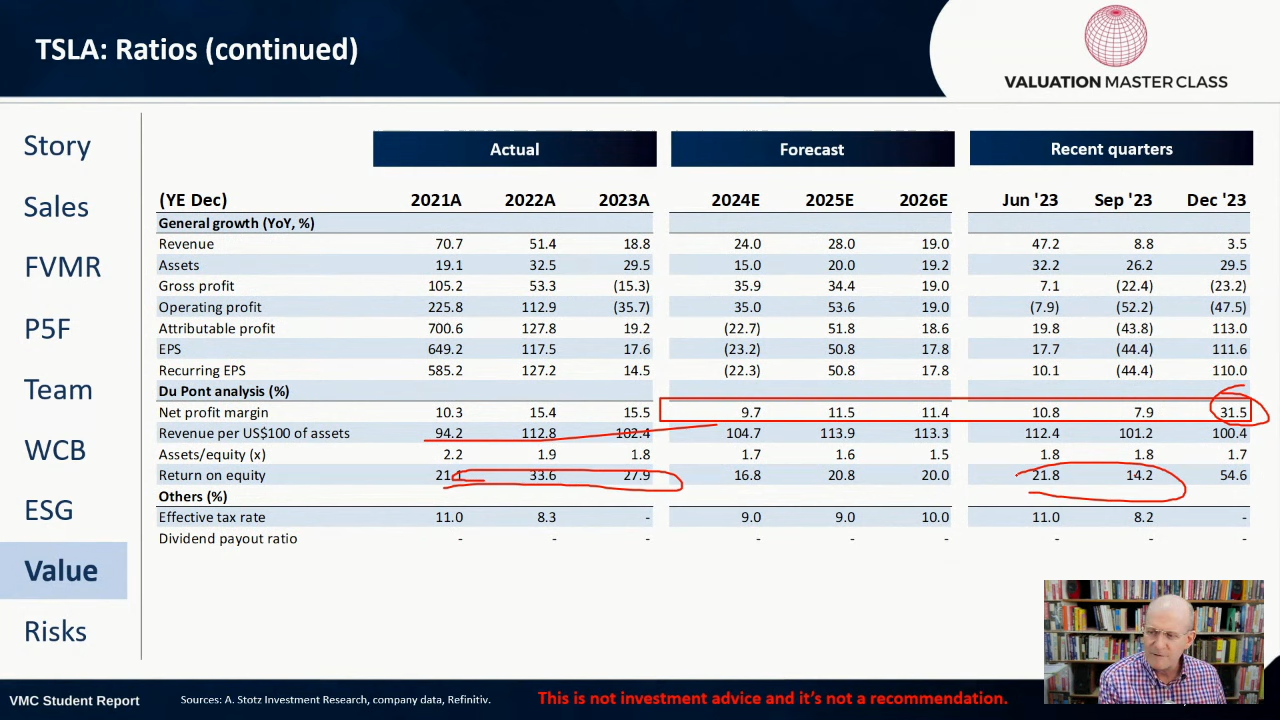 TSLA: Ratios (continued)
VALUATION MASTER CLASS
Story
Sales
FVMR
P5F
Team
WCB
ESG
Value
Risks
Actual Forecast Recent quarters
(YE Dec) 2021A 2022A 2023A 2024E 2025E 2026E Jun '23 Sep '23 Dec '23
General growth (YoY, %)
Revenue 70.7 51.4 18.8 24.0 28.0 19.0 47.2 8.8 3.5
Assets 19.1 32.5 29.5 15.0 20.0 19.2 32.2 26.2 29.5
Gross profit 105.2 53.3 (15.3) 35.9 34.4 19.0 7.1 (22.4) (23.2)
Operating profit 225.8 112.9 (35.7) 35.0 53.6 19.0 (7.9) (52.2) (47.5)
Attributable profit 700.6 127.8 19.2 (22.7) 51.8 18.6 19.8 (43.8) 113.0
EPS 649.2 117.5 17.6 (23.2) 50.8 17.8 17.7 (44.4) 111.6
Recurring EPS 585.2 127.2 14.5 (22.3) 50.8 17.8 10.1 (44.4) 110.0
Du Pont analysis (%)
Net profit margin 10.3 15.4 15.5 9.7 11.5 11.4 10.8 7.9 31.5
Revenue per US$100 of assets 94.2 112.8 102.4 104.7 113.9 113.3 112.4 101.2 100.4
Assets/equity (x) 2.2 1.9 1.8 1.7 1.6 1.5 1.8 1.8 1.7
Return on equity 21.1 33.6 27.9 16.8 20.8 20.0 21.8 14.2 54.6
Others (%)
Effective tax rate 11.0 8.3 - 9.0 9.0 10.0 11.0 8.2 -
Dividend payout ratio - - - - - - - - -
VMC Student Report
Sources: A. Stotz Investment Research, company data, Refinitiv.
This is not investment advice and it's not a recommendation.